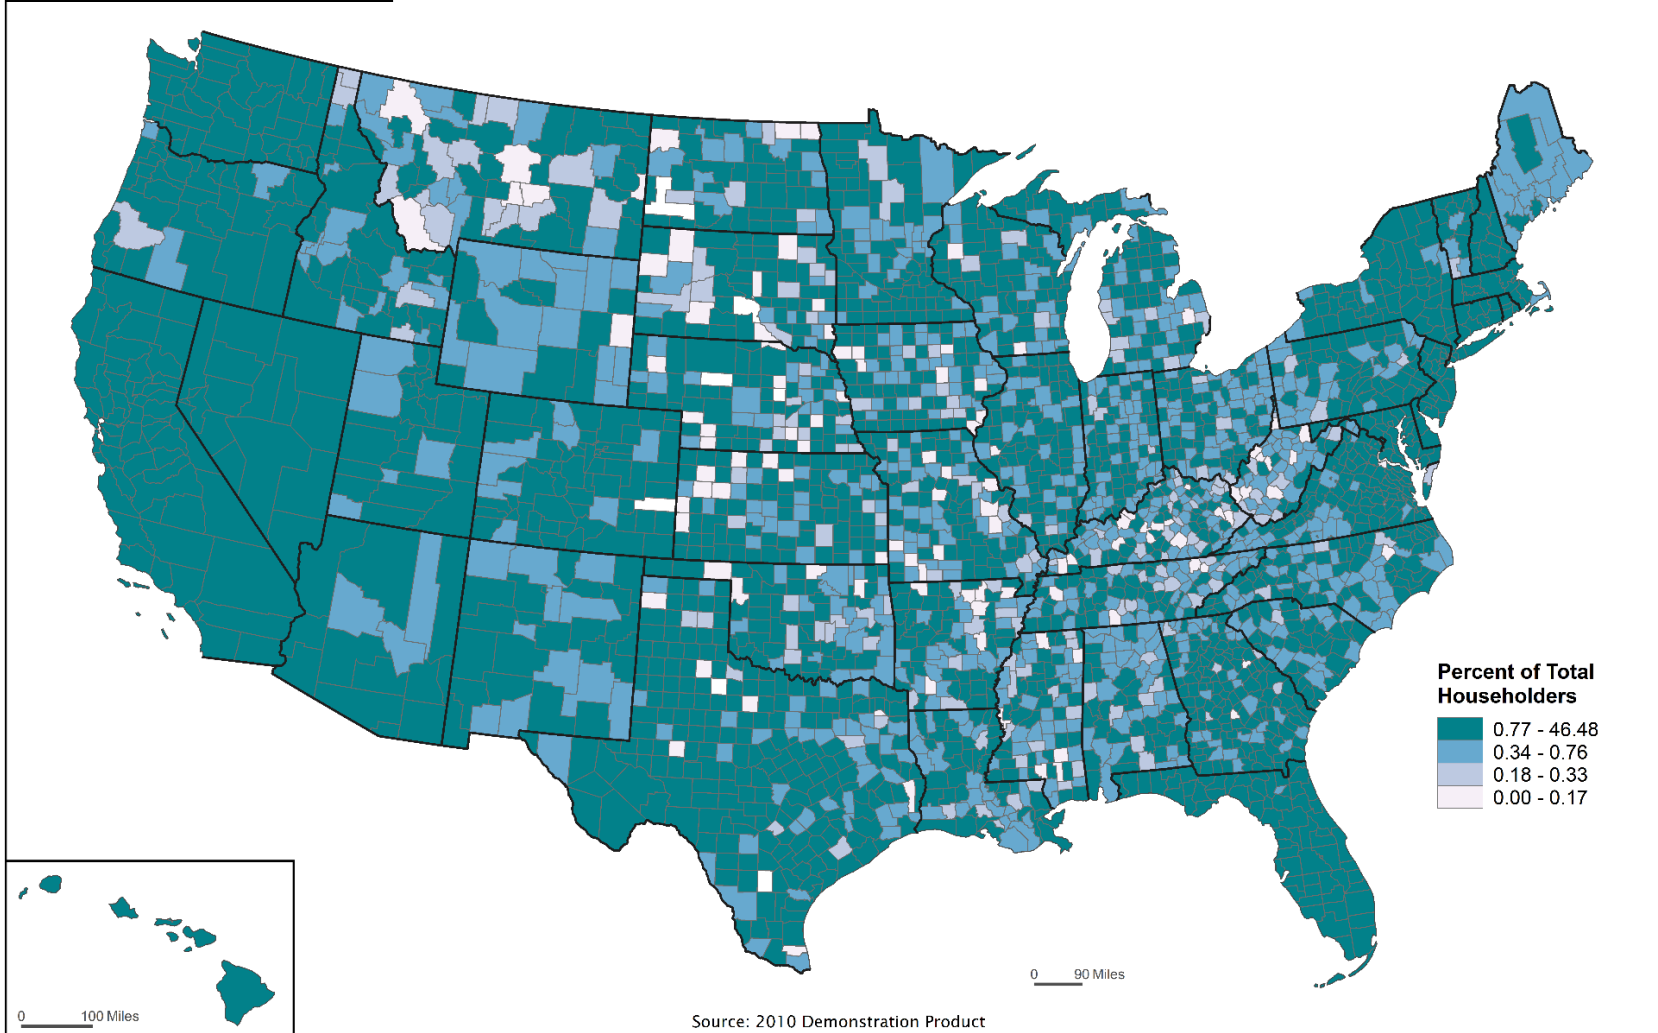 Percent of Total
Householders
0.77 - 46.48
0.34 - 0.76
0.18 - 0.33
0.00 - 0.17
0 90 Miles
0 100 Miles
Source: 2010 Demonstration Product